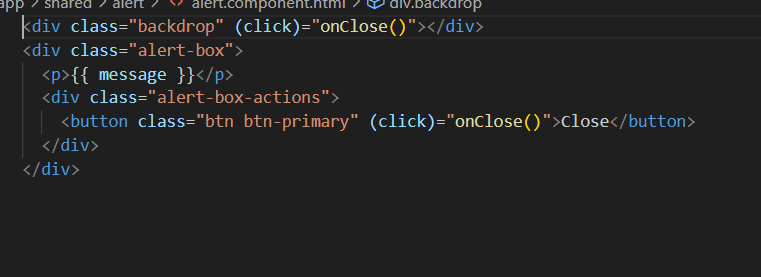 app > shared > alert > alert.component.html > div.backdrop
<div class="backdrop" (click)="onClose()"></div>
<div class="alert-box">
<p>{{ message }}</p>
<div class="alert-box-actions">
<button class="btn btn-primary" (click)="onClose()">Close</button>
</div>
</div>